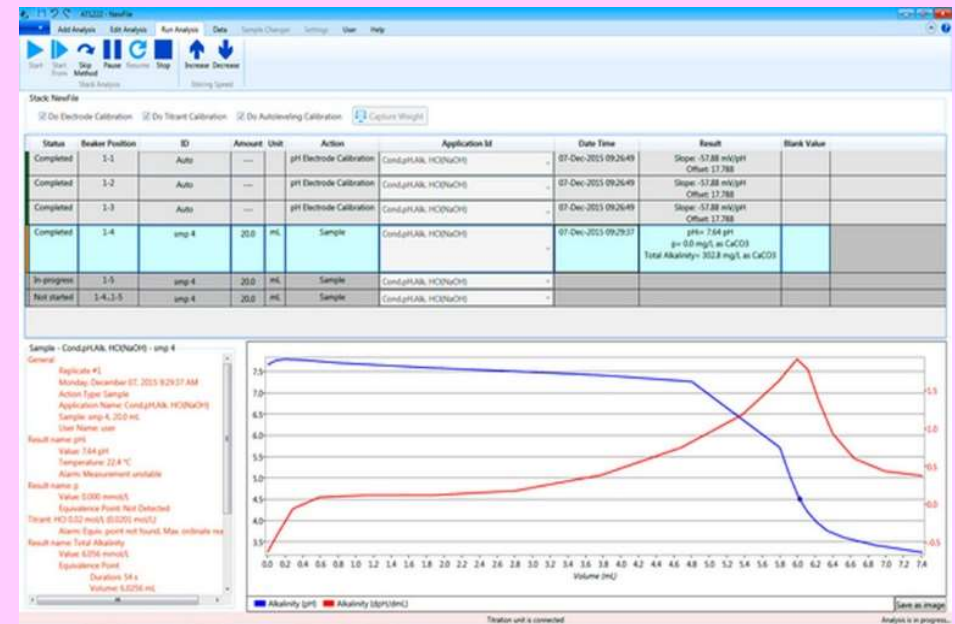 ATS222 - NewFile
Add Analysis Edit Analysis Run Analysis Data Sample Changer Settings User Help
Start Start From Skip Method Pause Resume Stop Increase Decrease
Stack Analysis Stirring Speed
Stack: NewFile
Do Electrode Calibration Do Titrant Calibration Do Autoleveling Calibration Capture Weight
Status Beaker Position ID Amount Unit Action Application Id Date Time Result Blank Value
Completed 1-1 Auto --- pH Electrode Calibration Cond,pH,Alk. HCl(NaOH) 07-Dec-2015 09:26:49 Slope: -57.88 mV/pH
Offset: 17.788
Completed 1-2 Auto --- pH Electrode Calibration Cond,pH,Alk. HCl(NaOH) 07-Dec-2015 09:26:49 Slope: -57.88 mV/pH
Offset: 17.788
Completed 1-3 Auto --- pH Electrode Calibration Cond,pH,Alk. HCl(NaOH) 07-Dec-2015 09:26:49 Slope: -57.88 mV/pH
Offset: 17.788
Completed 1-4 smp 4 20.0 mL Sample Cond,pH,Alk. HCl(NaOH) 07-Dec-2015 09:29:37 pHi= 7.64 pH
p= 0.0 mg/L as CaCO3
Total Alkalinity= 302.8 mg/L as CaCO3
In-progress 1-5 smp 4 20.0 mL Sample Cond,pH,Alk. HCl(NaOH)
Not started 1-4..1-5 smp 4 20.0 mL Sample Cond,pH,Alk. HCl(NaOH)
Sample - Cond,pH,Alk. HCl(NaOH) - smp 4
General
Replicate #1
Monday, December 07, 2015 9:29:37 AM
Action Type: Sample
Application Name: Cond,pH,Alk. HCl(NaOH)
Sample: smp 4, 20.0 mL
User Name: user
Result name: pHi
Value: 7.64 pH
Temperature: 22.4 °C
Alarm: Measurement unstable
Result name: p
Value: 0.000 mmol/L
Equivalence Point: Not Detected
Titrant: HCl 0.02 mol/L (0.0201 mol/L)
Alarm: Equiv. point not found, Max. ordinate
Result name: Total Alkalinity
Value: 6.056 mmol/L
Equivalence Point
Duration: 54 s
Volume: 6.0256 mL
7.5
7.0
6.5
6.0
5.5
5.0
4.5
4.0
3.5
1.5
1.0
0.5
0.0
-0.5
0.0 0.2 0.4 0.6 0.8 1.0 1.2 1.4 1.6 1.8 2.0 2.2 2.4 2.6 2.8 3.0 3.2 3.4 3.6 3.8 4.0 4.2 4.4 4.6 4.8 5.0 5.2 5.4 5.6 5.8 6.0 6.2 6.4 6.6 6.8 7.0 7.2 7.4
Volume (mL)
Alkalinity (pH) Alkalinity (dpH/dmL) Save as image
Titration unit is connected Analysis is in progress...